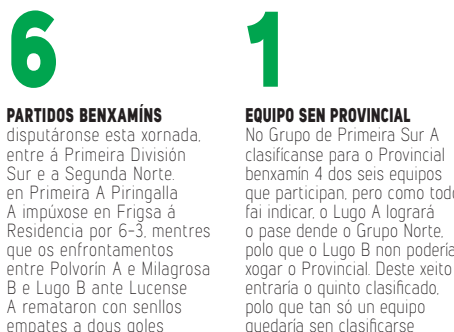 6
PARTIDOS BENXAMÍNS
disputáronse esta xornada,
entre á Primeira División
Sur e a Segunda Norte.
en Primeira A Piringalla
A impúxose en Frigsa á
Residencia por 6-3, mentres
que os enfrontamentos
entre Polvorín A e Milagrosa
B e Lugo B ante Lucense
A remataron con senllos
empates a dous goles
1
EQUIPO SEN PROVINCIAL
No Grupo de Primeira Sur A
clasifícanse para o Provincial
benxamín 4 dos seis equipos
que participan, pero como todo
fai indicar, o Lugo A logrará
o pase dende o Grupo Norte,
polo que o Lugo B non podería
xogar o Provincial. Deste xeito
entraría o quinto clasificado,
polo que tan só un equipo
quedaría sen clasificarse